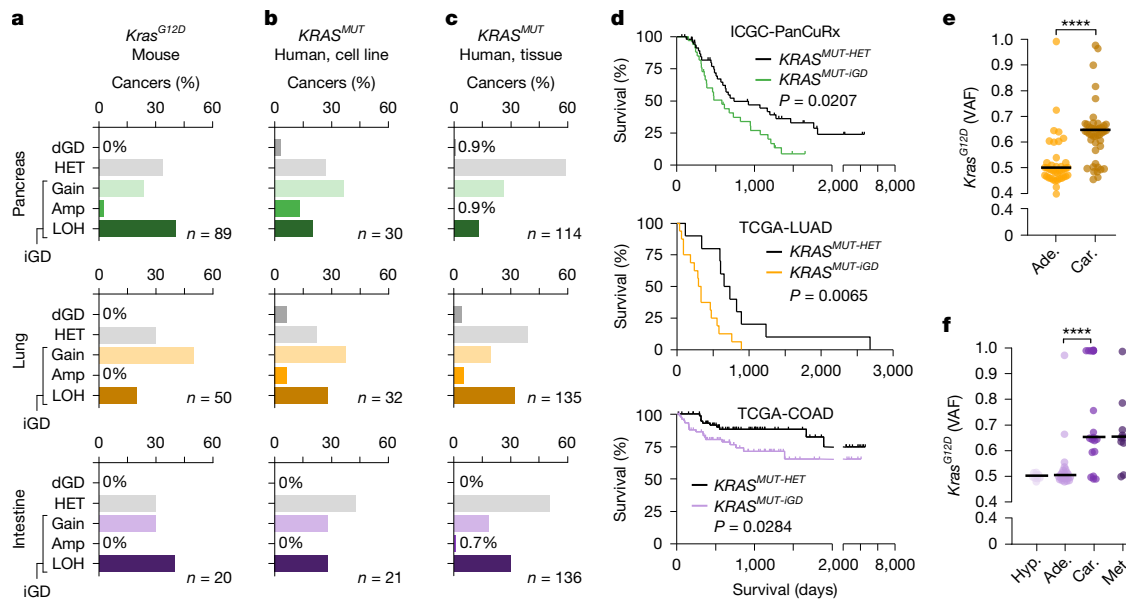 a
Kras^G12D
Mouse
Cancers (%)
0 30 60
Pancreas
dGD 0%
HET
Gain
Amp
LOH
iGD
n = 89
0 30 60
Lung
dGD 0%
HET
Gain
Amp 0%
LOH
iGD
n = 50
0 30 60
Intestine
dGD 0%
HET
Gain
Amp 0%
LOH
iGD
n = 20
b
KRAS^MUT
Human, cell line
Cancers (%)
0 30 60
n = 30
0 30 60
n = 32
0 30 60
0%
0%
n = 21
c
KRAS^MUT
Human, tissue
Cancers (%)
0 30 60
0.9%
0.9%
n = 114
0 30 60
n = 135
0 30 60
0%
0.7%
n = 136
d
ICGC-PanCuRx
KRAS^MUT-HET
KRAS^MUT-iGD
P = 0.0207
Survival (%)
100
75
50
25
0 1,000 2,000 8,000
TCGA-LUAD
KRAS^MUT-HET
KRAS^MUT-iGD
P = 0.0065
Survival (%)
100
75
50
25
0
0 1,000 2,000 3,000
TCGA-COAD
KRAS^MUT-HET
KRAS^MUT-iGD
P = 0.0284
Survival (%)
100
75
50
25
0
0 1,000 2,000 5,000
Survival (days)
e
****
Kras^G12D (VAF)
1.0
0.9
0.8
0.7
0.6
0.5
0.4
0
Ade. Car.
f
****
Kras^G12D (VAF)
1.0
0.9
0.8
0.7
0.6
0.5
0.4
0
Hyp. Ade. Car. Met